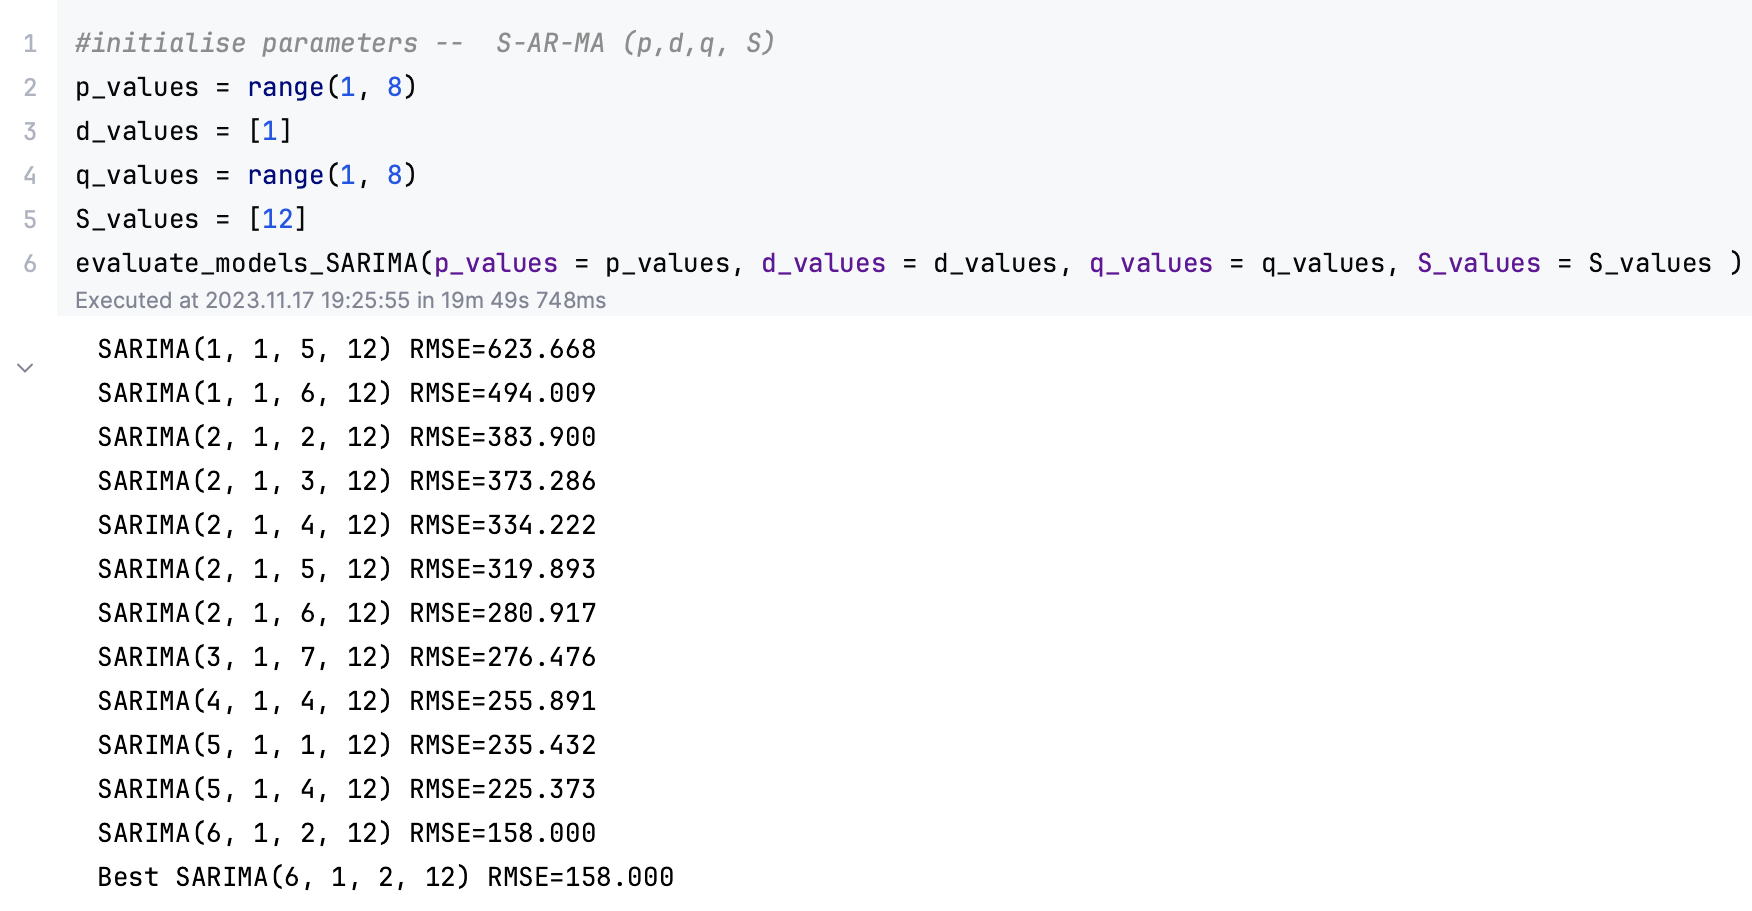 1 #initialise parameters --  S-AR-MA (p,d,q, S)
2 p_values = range(1, 8)
3 d_values = [1]
4 q_values = range(1, 8)
5 S_values = [12]
6 evaluate_models_SARIMA(p_values = p_values, d_values = d_values, q_values = q_values, S_values = S_values )
Executed at 2023.11.17 19:25:55 in 19m 49s 748ms
SARIMA(1, 1, 5, 12) RMSE=623.668
SARIMA(1, 1, 6, 12) RMSE=494.009
SARIMA(2, 1, 2, 12) RMSE=383.900
SARIMA(2, 1, 3, 12) RMSE=373.286
SARIMA(2, 1, 4, 12) RMSE=334.222
SARIMA(2, 1, 5, 12) RMSE=319.893
SARIMA(2, 1, 6, 12) RMSE=280.917
SARIMA(3, 1, 7, 12) RMSE=276.476
SARIMA(4, 1, 4, 12) RMSE=255.891
SARIMA(5, 1, 1, 12) RMSE=235.432
SARIMA(5, 1, 4, 12) RMSE=225.373
SARIMA(6, 1, 2, 12) RMSE=158.000
Best SARIMA(6, 1, 2, 12) RMSE=158.000